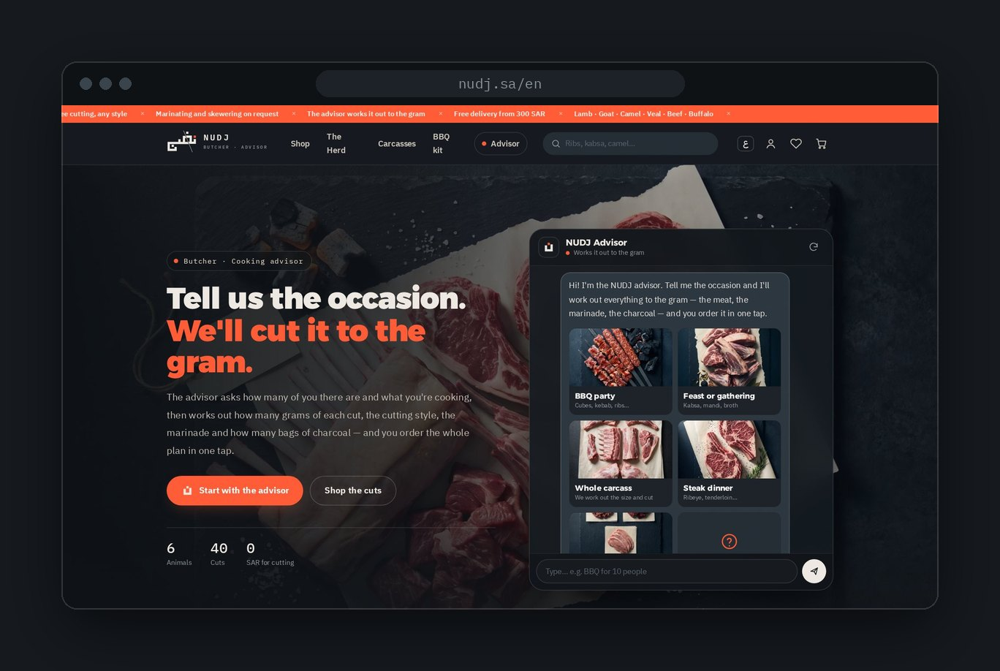 nudj.sa/en
cutting, any style × Marinating and skewering on request × The advisor works it out to the gram × Free delivery from 300 SAR × Lamb · Goat · Camel · Veal · Beef · Buffalo ×
NUDJ
BUTCHER · ADVISOR
Shop
The
Herd
Carcasses
BBQ
kit
Advisor
Ribs, kabsa, camel...
ع
Butcher · Cooking advisor
Tell us the occasion.
We'll cut it to the
gram.
The advisor asks how many of you there are and what you're cooking,
then works out how many grams of each cut, the cutting style, the
marinade and how many bags of charcoal — and you order the whole
plan in one tap.
Start with the advisor
Shop the cuts
6
Animals
40
Cuts
0
SAR for cutting
NUDJ Advisor
Works it out to the gram
Hi! I'm the NUDJ advisor. Tell me the occasion and I'll
work out everything to the gram — the meat, the
marinade, the charcoal — and you order it in one tap.
BBQ party
Cubes, kebab, ribs...
Feast or gathering
Kabsa, mandi, broth
Whole carcass
We work out the size and cut
Steak dinner
Ribeye, tenderloin...
Type... e.g. BBQ for 10 people